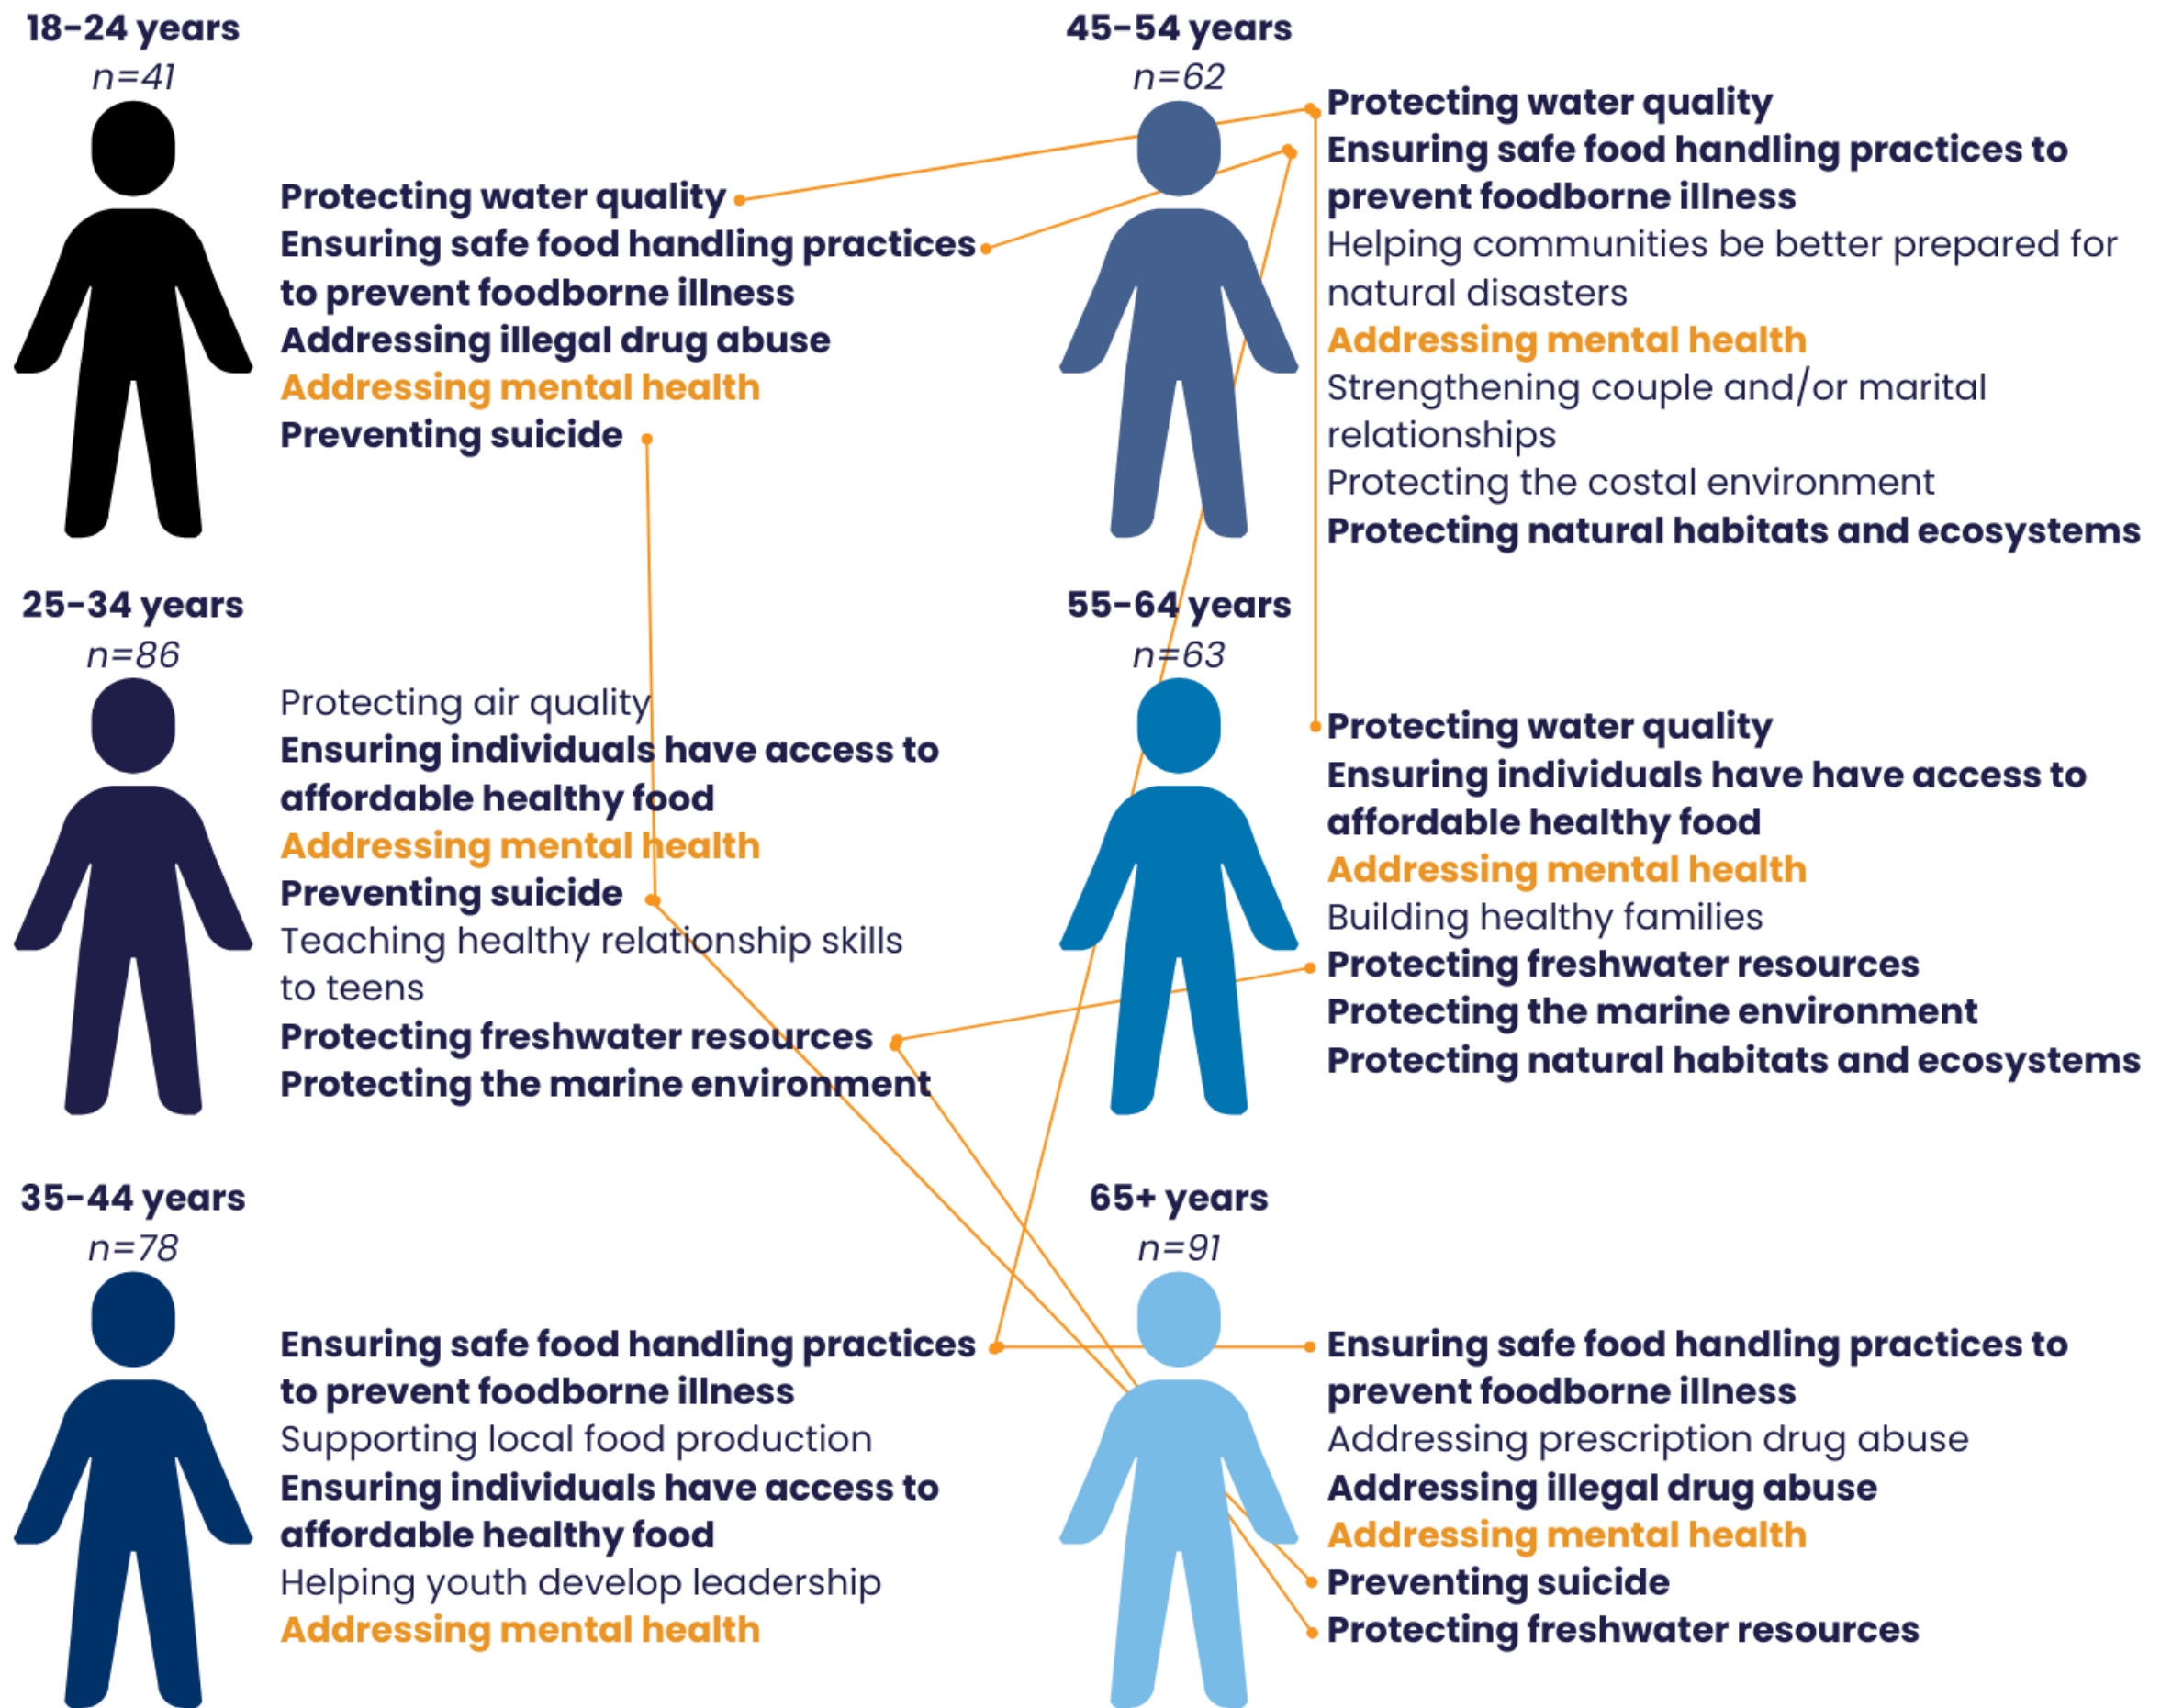 18-24 years
n=41
Protecting water quality
Ensuring safe food handling practices
to prevent foodborne illness
Addressing illegal drug abuse
Addressing mental health
Preventing suicide
25-34 years
n=86
Protecting air quality
Ensuring individuals have access to
affordable healthy food
Addressing mental health
Preventing suicide
Teaching healthy relationship skills
to teens
Protecting freshwater resources
Protecting the marine environment
35-44 years
n=78
Ensuring safe food handling practices
to prevent foodborne illness
Supporting local food production
Ensuring individuals have access to
affordable healthy food
Helping youth develop leadership
Addressing mental health
45-54 years
n=62
Protecting water quality
Ensuring safe food handling practices to
prevent foodborne illness
Helping communities be better prepared for
natural disasters
Addressing mental health
Strengthening couple and/or marital
relationships
Protecting the costal environment
Protecting natural habitats and ecosystems
55-64 years
n=63
Protecting water quality
Ensuring individuals have have access to
affordable healthy food
Addressing mental health
Building healthy families
Protecting freshwater resources
Protecting the marine environment
Protecting natural habitats and ecosystems
65+ years
n=91
Ensuring safe food handling practices to
prevent foodborne illness
Addressing prescription drug abuse
Addressing illegal drug abuse
Addressing mental health
Preventing suicide
Protecting freshwater resources